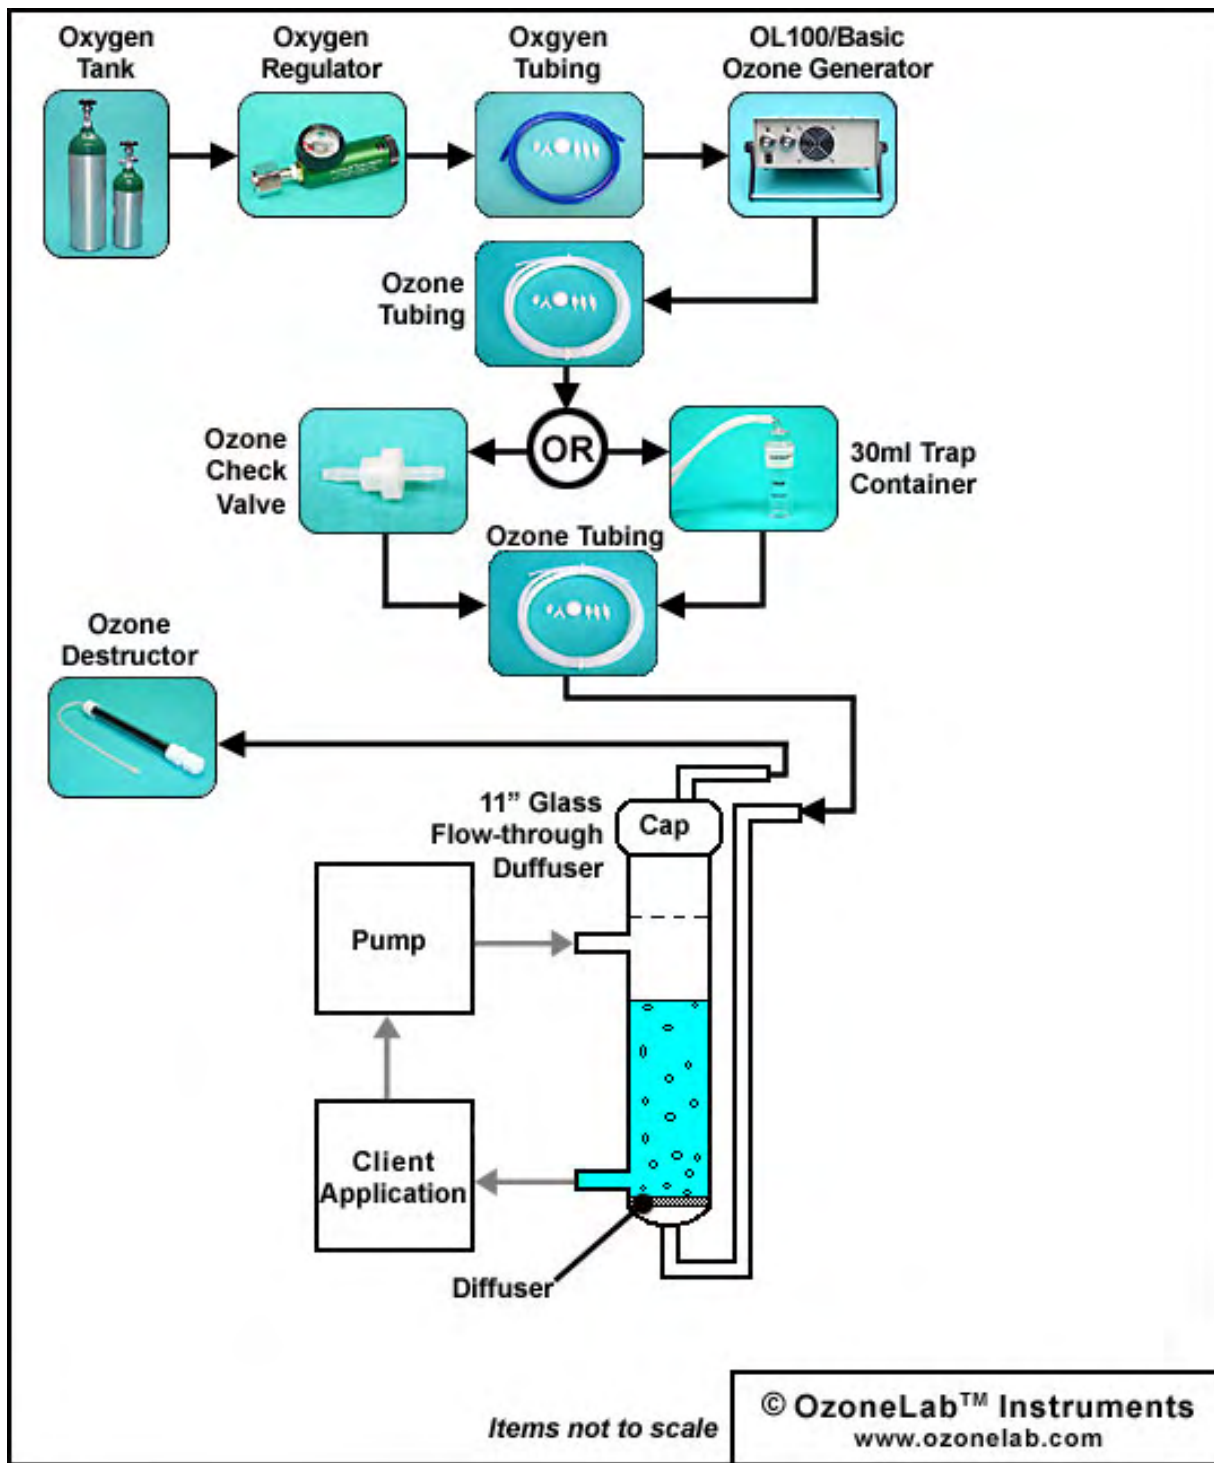 Oxygen
Tank
Oxygen
Regulator
Oxgyen
Tubing
OL100/Basic
Ozone Generator
Ozone
Tubing
OR
Ozone
Check
Valve
30ml Trap
Container
Ozone Tubing
Ozone
Destructor
11” Glass
Flow-through
Duffuser
Cap
Pump
Client
Application
Diffuser
Items not to scale
© OzoneLab™ Instruments
www.ozonelab.com